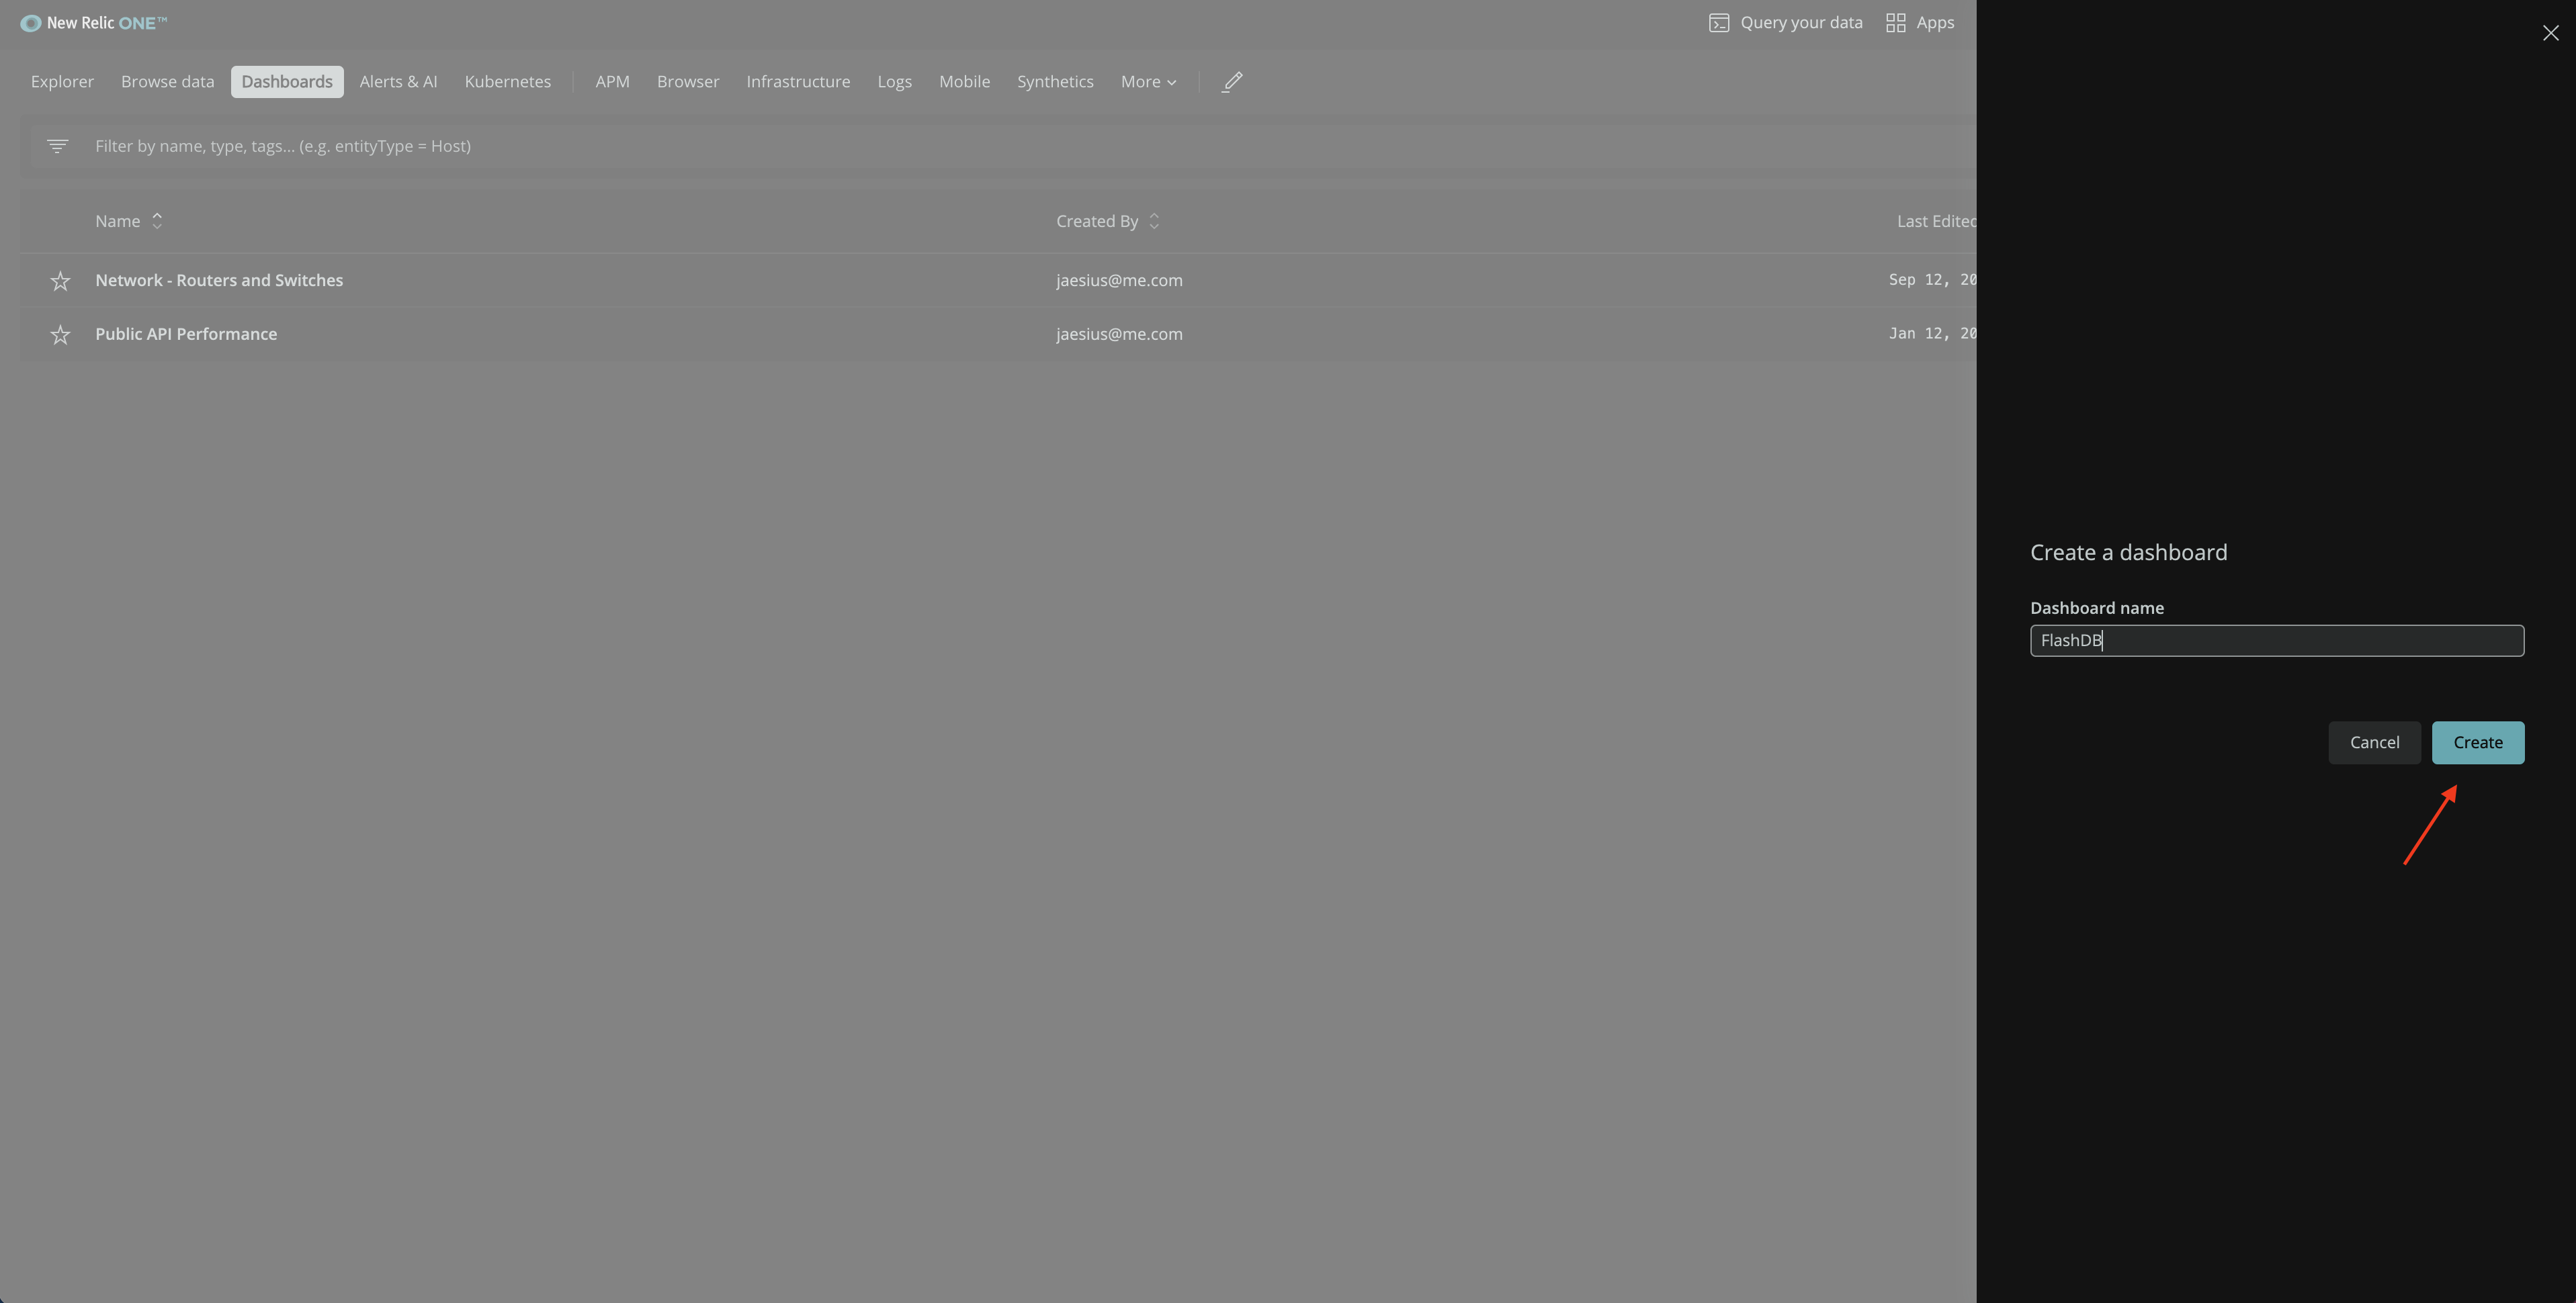 New Relic ONE™
Query your data
Apps
Explorer Browse data Dashboards Alerts & AI Kubernetes APM Browser Infrastructure Logs Mobile Synthetics More
Filter by name, type, tags... (e.g. entityType = Host)
Name Created By Last Edited
Network - Routers and Switches jaesius@me.com Sep 12, 20
Public API Performance jaesius@me.com Jan 12, 20
Create a dashboard
Dashboard name
FlashDB
Cancel Create